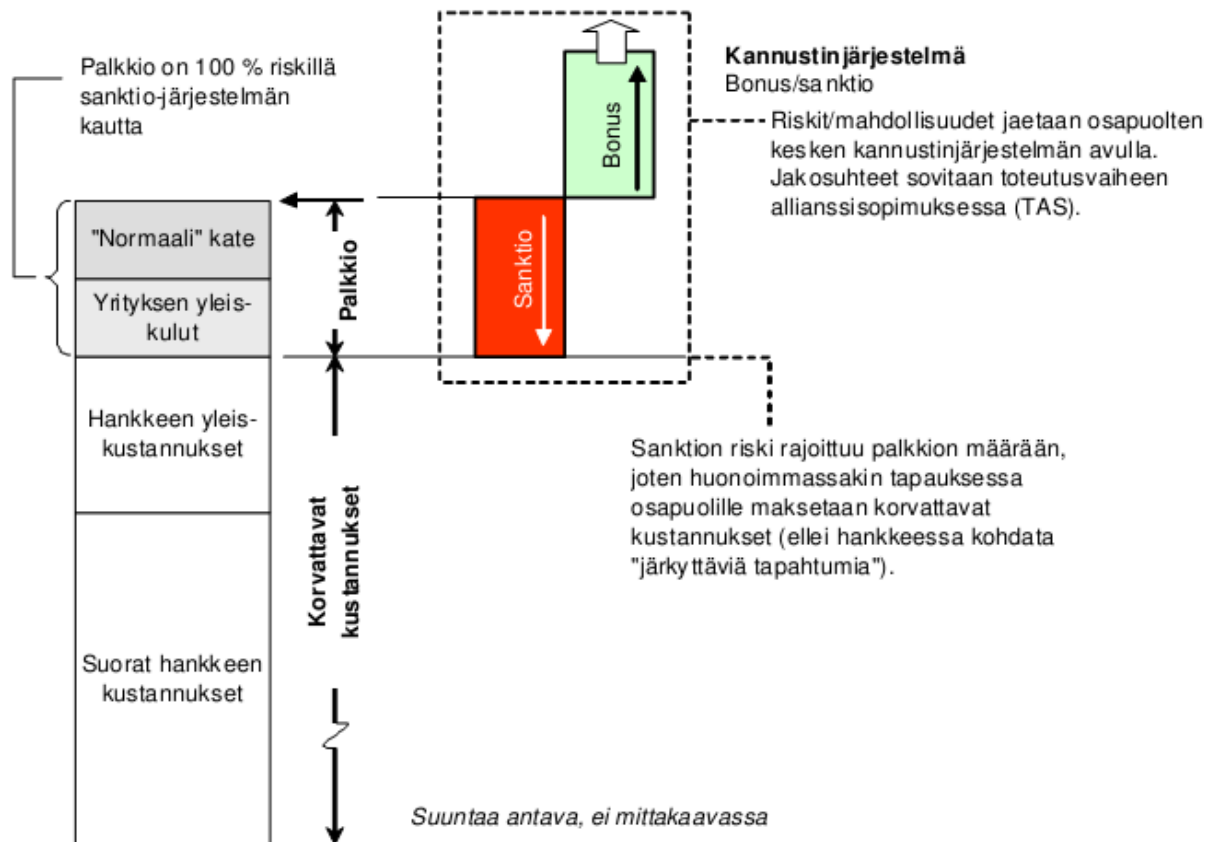 Palkkio on 100 % riskillä
sanktio-järjestelmän
kautta
"Normaali" kate
Yrityksen yleis-
kulut
Hankkeen yleis-
kustannukset
Suorat hankkeen
kustannukset
Palkkio
Korvattavat
kustannukset
Sanktio
Bonus
Kannustinjärjestelmä
Bonus/sanktio
Riskit/mahdollisuudet jaetaan osapuolten
kesken kannustinjärjestelmän avulla.
Jakosuhteet sovitaan toteutusvaiheen
allianssisopimuksessa (TAS).
Sanktion riski rajoittuu palkkion määrään,
joten huonoimmassakin tapauksessa
osapuolille maksetaan korvattavat
kustannukset (ellei hankkeessa kohdata
"järkyttäviä tapahtumia").
Suuntaa antava, ei mittakaavassa